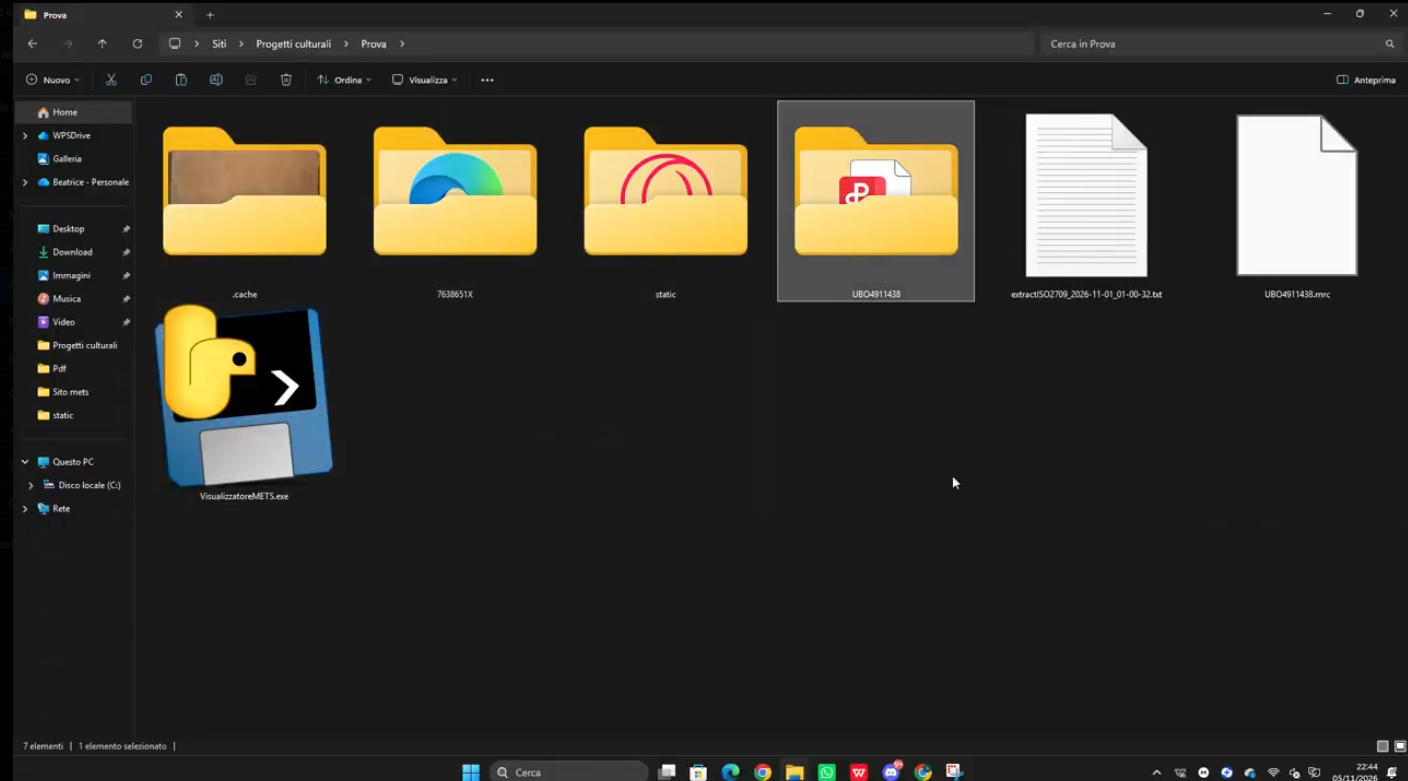 Prova
Siti
Progetti culturali
Prova
Cerca in Prova
Nuovo
Ordina
Visualizza
Anteprima
Home
WPSDrive
Galleria
Beatrice - Personale
Desktop
Download
Immagini
Musica
Video
Progetti culturali
Pdf
Sito mets
static
Questo PC
Disco locale (C:)
Rete
.cache
7638651X
static
UBO4911438
extractISO2709_2026-11-01_01-00-32.txt
UBO4911438.mrc
VisualizzatoreMETS.exe
7 elementi | 1 elemento selezionato |
Cerca
22:44
05/11/2026